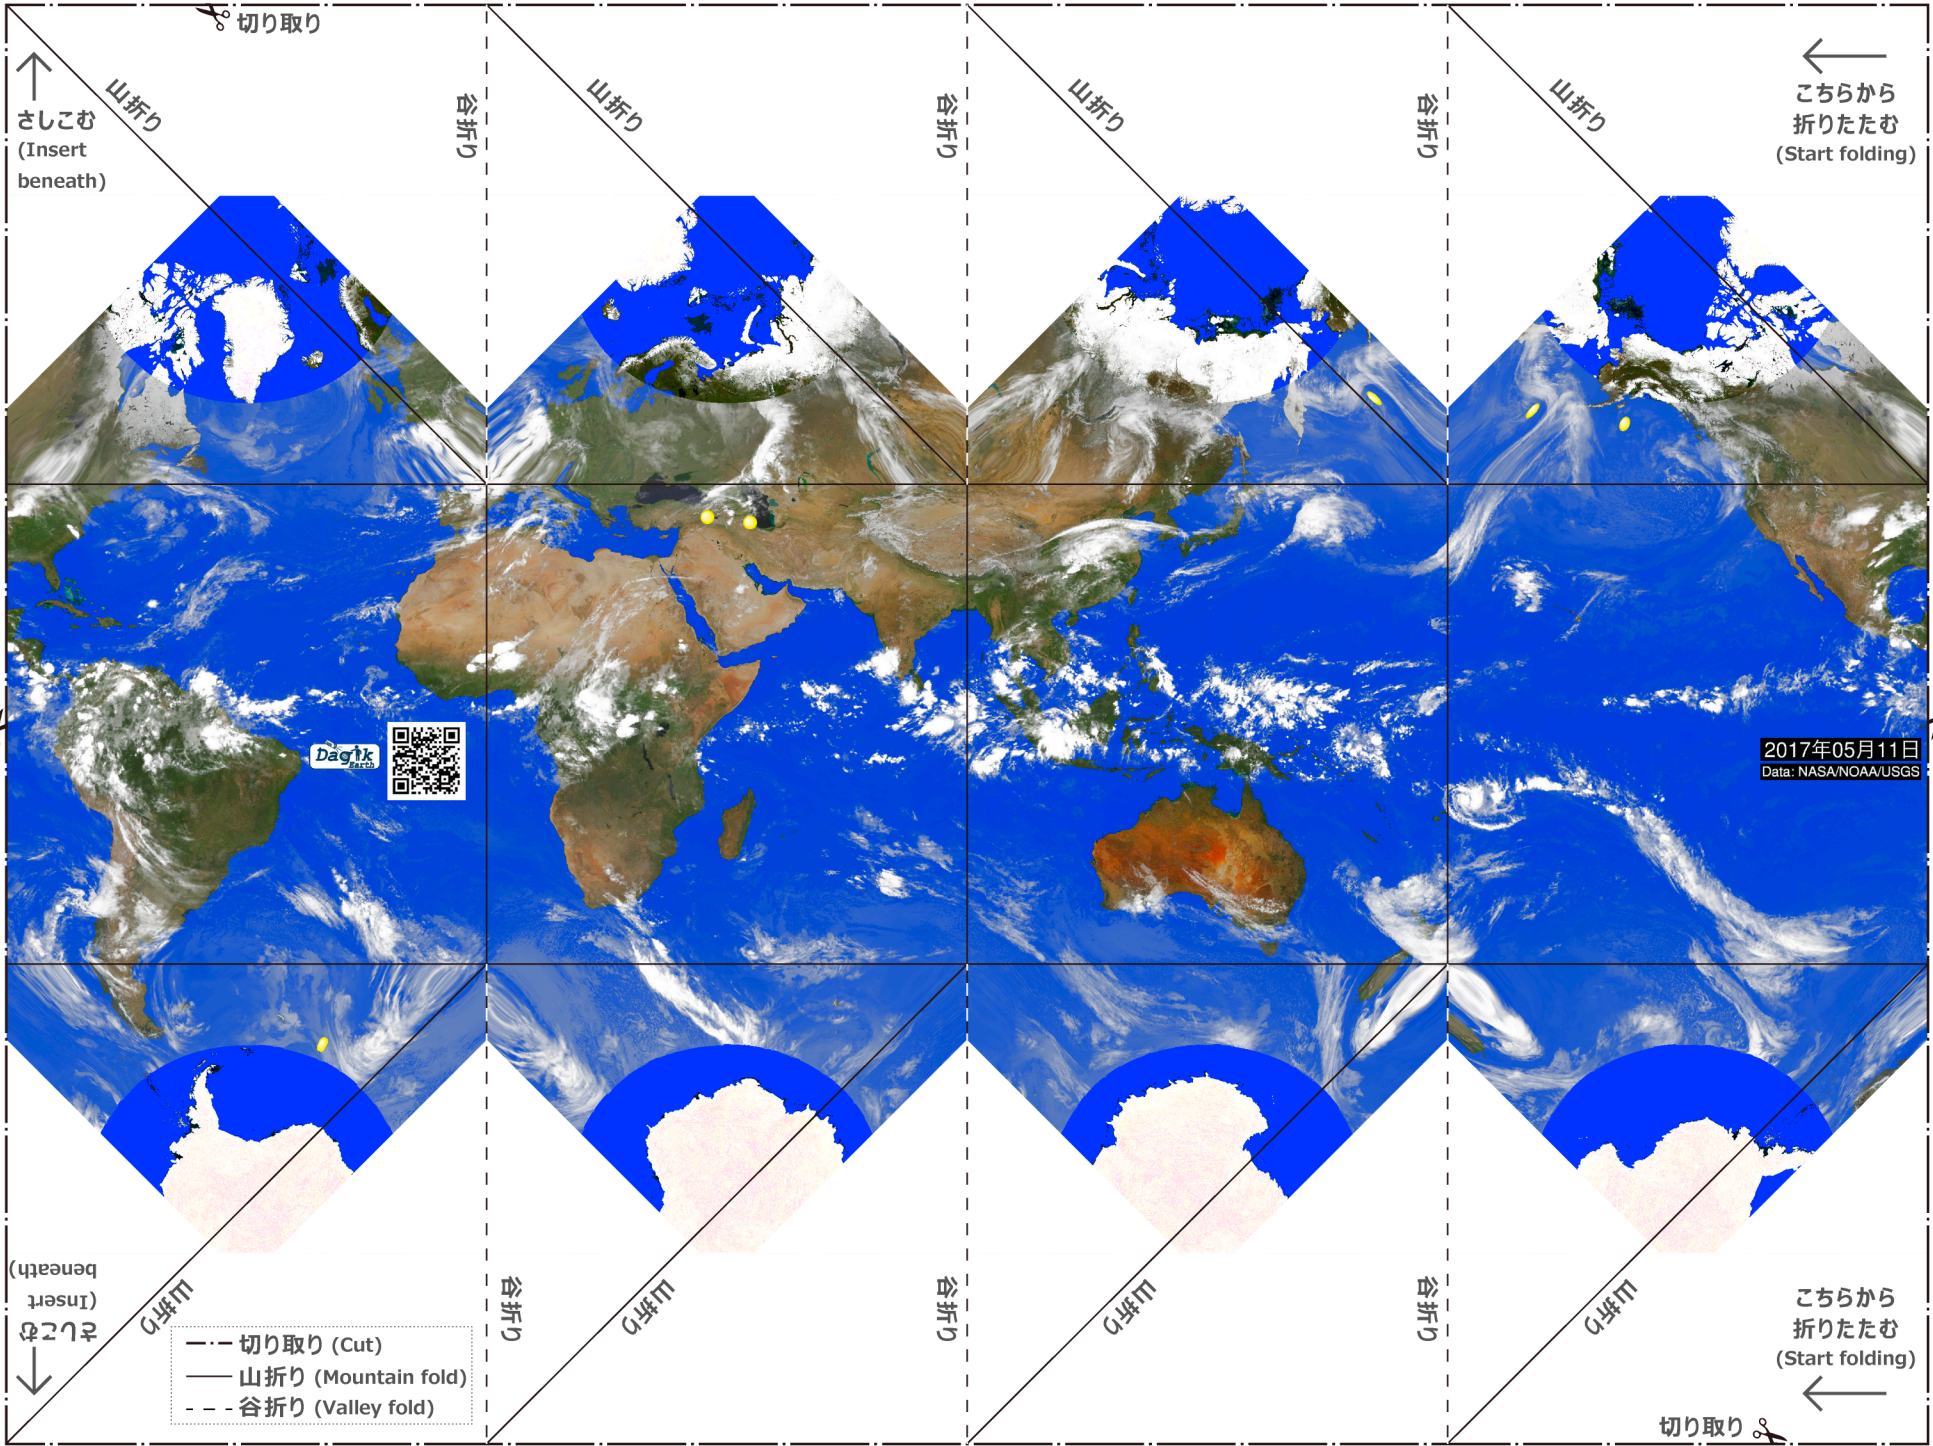 切り取り
山折り
谷折り
山折り
谷折り
山折り
谷折り
山折り
さしこむ
(Insert
beneath)
こちらから
折りたたむ
(Start folding)
Dagik
Earth
2017年05月11日
Data: NASA/NOAA/USGS
さしこむ
(Insert
beneath)
山折り
谷折り
山折り
谷折り
山折り
谷折り
山折り
こちらから
折りたたむ
(Start folding)
切り取り (Cut)
山折り (Mountain fold)
谷折り (Valley fold)
切り取り